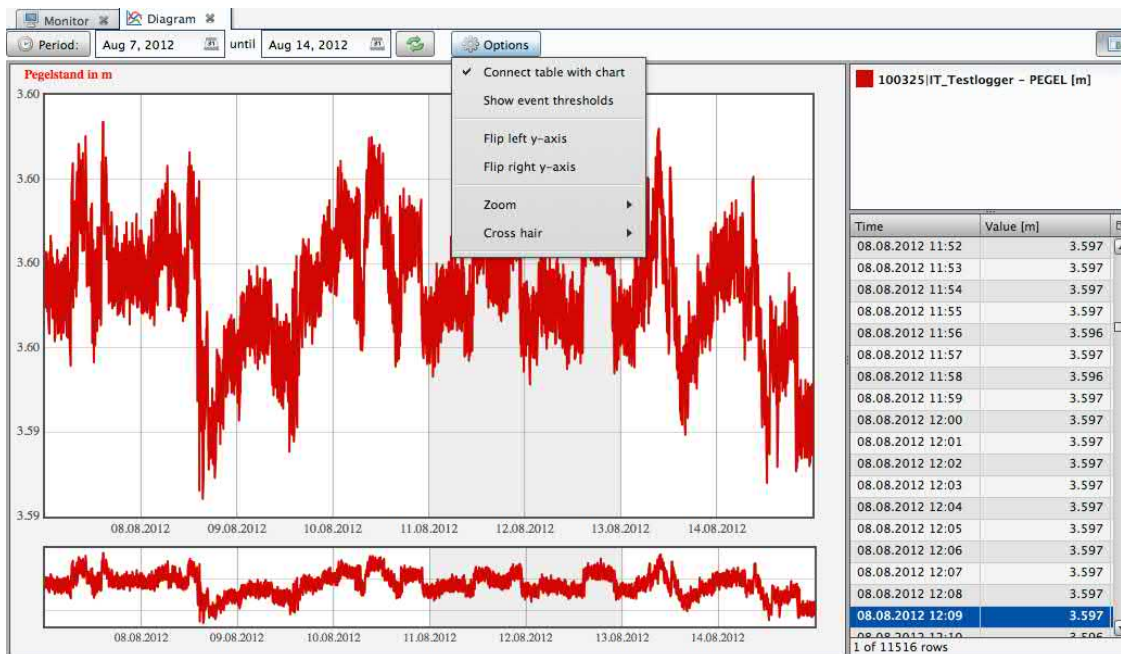 Monitor Diagram
Period: Aug 7, 2012 until Aug 14, 2012 Options
Pegelstand in m
3.60
3.60
3.60
3.60
3.59
3.59
08.08.2012 09.08.2012 10.08.2012 11.08.2012 12.08.2012 13.08.2012 14.08.2012
08.08.2012 09.08.2012 10.08.2012 11.08.2012 12.08.2012 13.08.2012 14.08.2012
Connect table with chart
Show event thresholds
Flip left y-axis
Flip right y-axis
Zoom
Cross hair
100325|IT_Testlogger - PEGEL [m]
Time Value [m]
08.08.2012 11:52 3.597
08.08.2012 11:53 3.597
08.08.2012 11:54 3.597
08.08.2012 11:55 3.597
08.08.2012 11:56 3.596
08.08.2012 11:57 3.597
08.08.2012 11:58 3.596
08.08.2012 11:59 3.597
08.08.2012 12:00 3.597
08.08.2012 12:01 3.597
08.08.2012 12:02 3.597
08.08.2012 12:03 3.597
08.08.2012 12:04 3.597
08.08.2012 12:05 3.597
08.08.2012 12:06 3.597
08.08.2012 12:07 3.597
08.08.2012 12:08 3.597
08.08.2012 12:09 3.597
08.08.2012 12:10 3.596
1 of 11516 rows